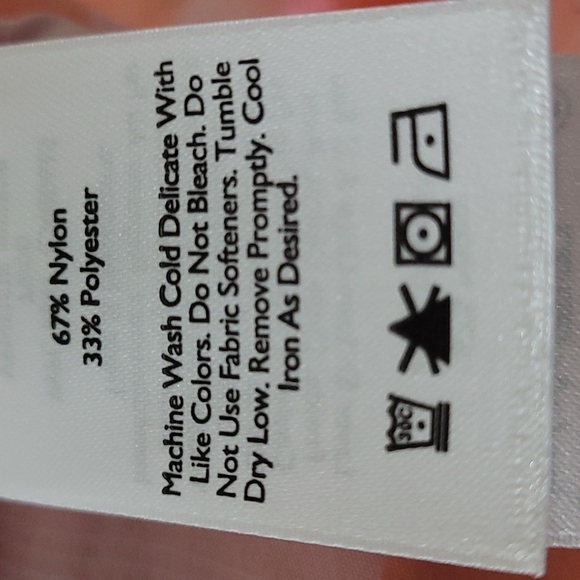 67% Nylon
33% Polyester
Machine Wash Cold Delicate With
Like Colors. Do Not Bleach. Do
Not Use Fabric Softeners. Tumble
Dry Low. Remove Promptly. Cool
Iron As Desired.
30C